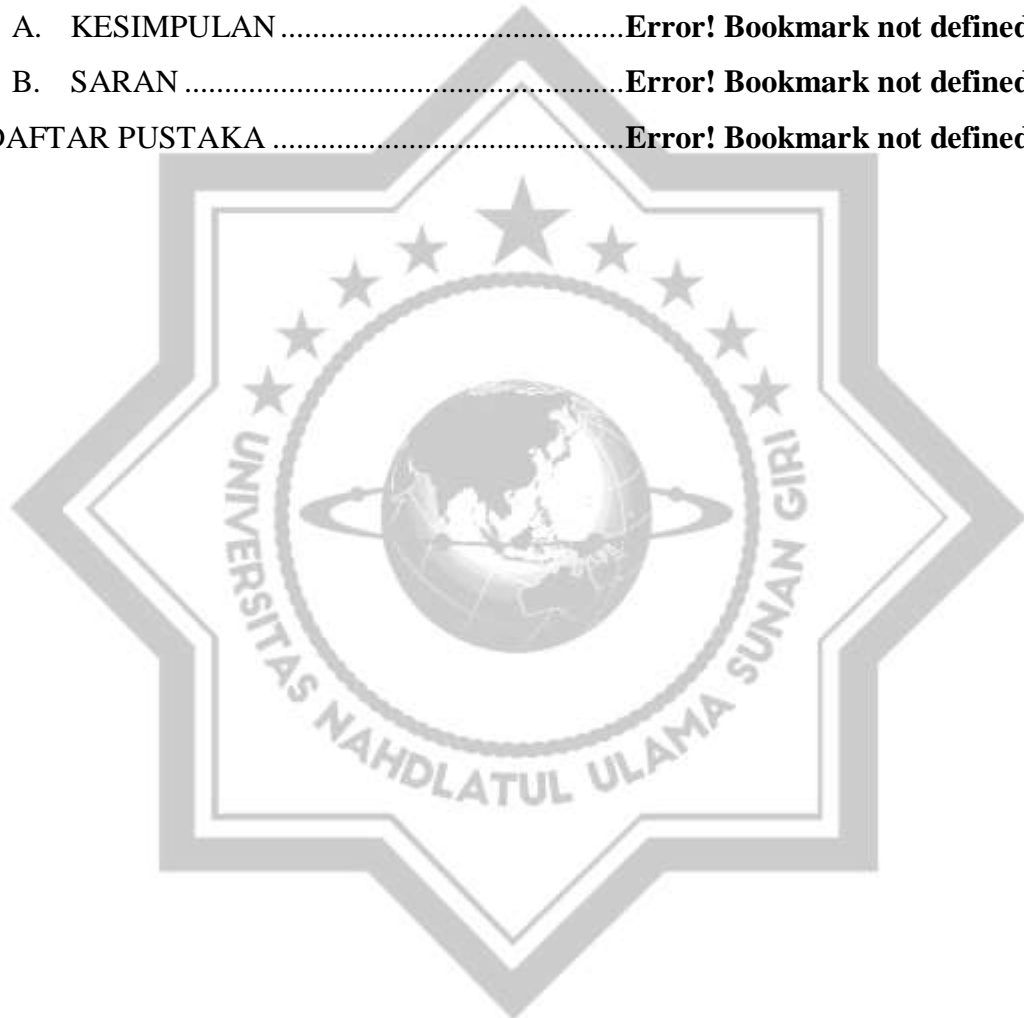 A. KESIMPULAN ........................................... Error! Bookmark not defined
B. SARAN ....................................................... Error! Bookmark not defined
DAFTAR PUSTAKA ............................................ Error! Bookmark not defined
UNIVERSITAS NAHDLATUL ULAMA SUNAN GIRI